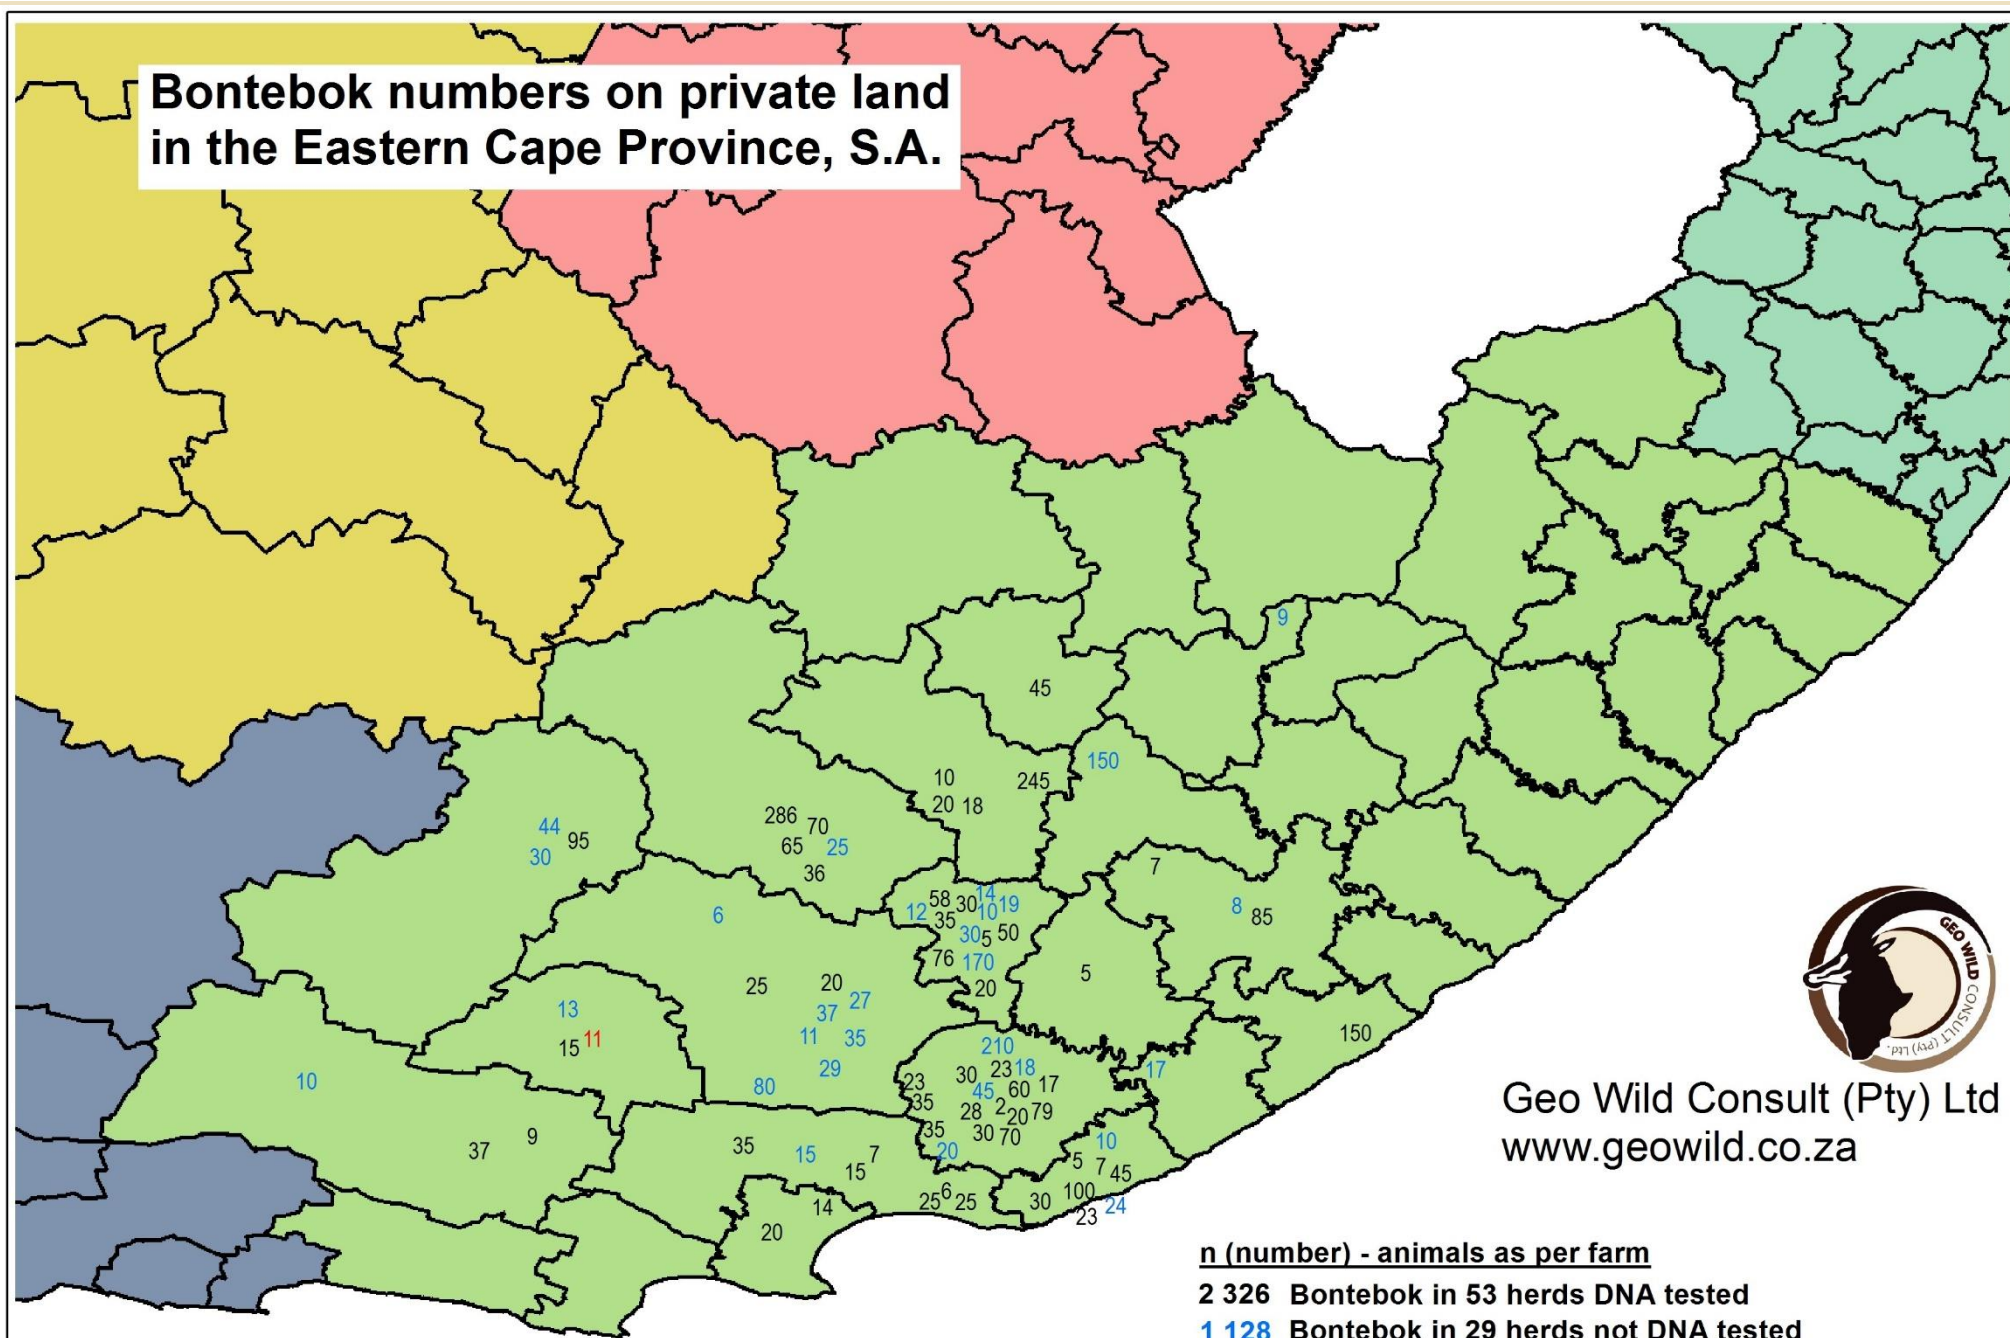 Bontebok numbers on private land
in the Eastern Cape Province, S.A.
9
45
150
10
245
20 18
286 70
44 95
65 25
30
36
7
14
58 30 19
12 10
6
35
8 85
30 5 50
76 170
5
25 20
20
27
13
37
11 35
15 11
150
210
29
30 23 18
17
10
80
23 45 60 17
35
28 2 20 79
35 30 70
20
10
37 9
35 15 7
15
5 7 45
14
25 6 25
30 100 24
23
20
GEO WILD CONSULT (Pty) Ltd.
Geo Wild Consult (Pty) Ltd
www.geowild.co.za
n (number) - animals as per farm
2 326 Bontebok in 53 herds DNA tested
1 128 Bontebok in 29 herds not DNA tested